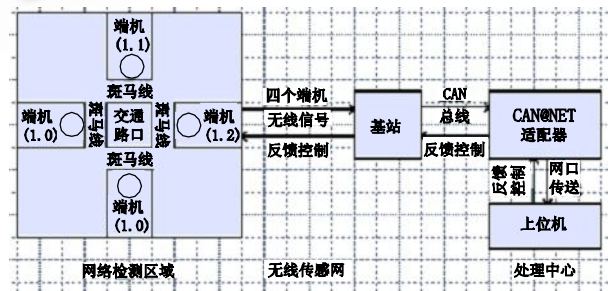 端机
(1.1)
斑马线
端机
(1.0)
斑马线
交通
路口
斑马线
端机
(1.2)
斑马线
端机
(1.0)
四个端机
无线信号
反馈控制
基站
CAN
总线
反馈控制
CAN@NET
适配器
反馈
控制
网口
传送
上位机
网络检测区域
无线传感网
处理中心